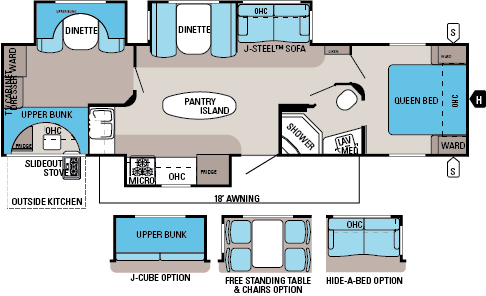 UPPER BUNK
DINETTE
DINETTE
OHC
J-STEEL™ SOFA
LINEN
S
WARD
TV CABINET
DRESSER WARD
PANTRY
ISLAND
QUEEN BED
OHC
H
UPPER BUNK
OHC
FRIDGE
SHOWER
LAV
MED
WARD
S
SLIDEOUT
STOVE
MICRO
OHC
FRIDGE
OUTSIDE KITCHEN
18' AWNING
UPPER BUNK
OHC
J-CUBE OPTION
FREE STANDING TABLE
& CHAIRS OPTION
HIDE-A-BED OPTION